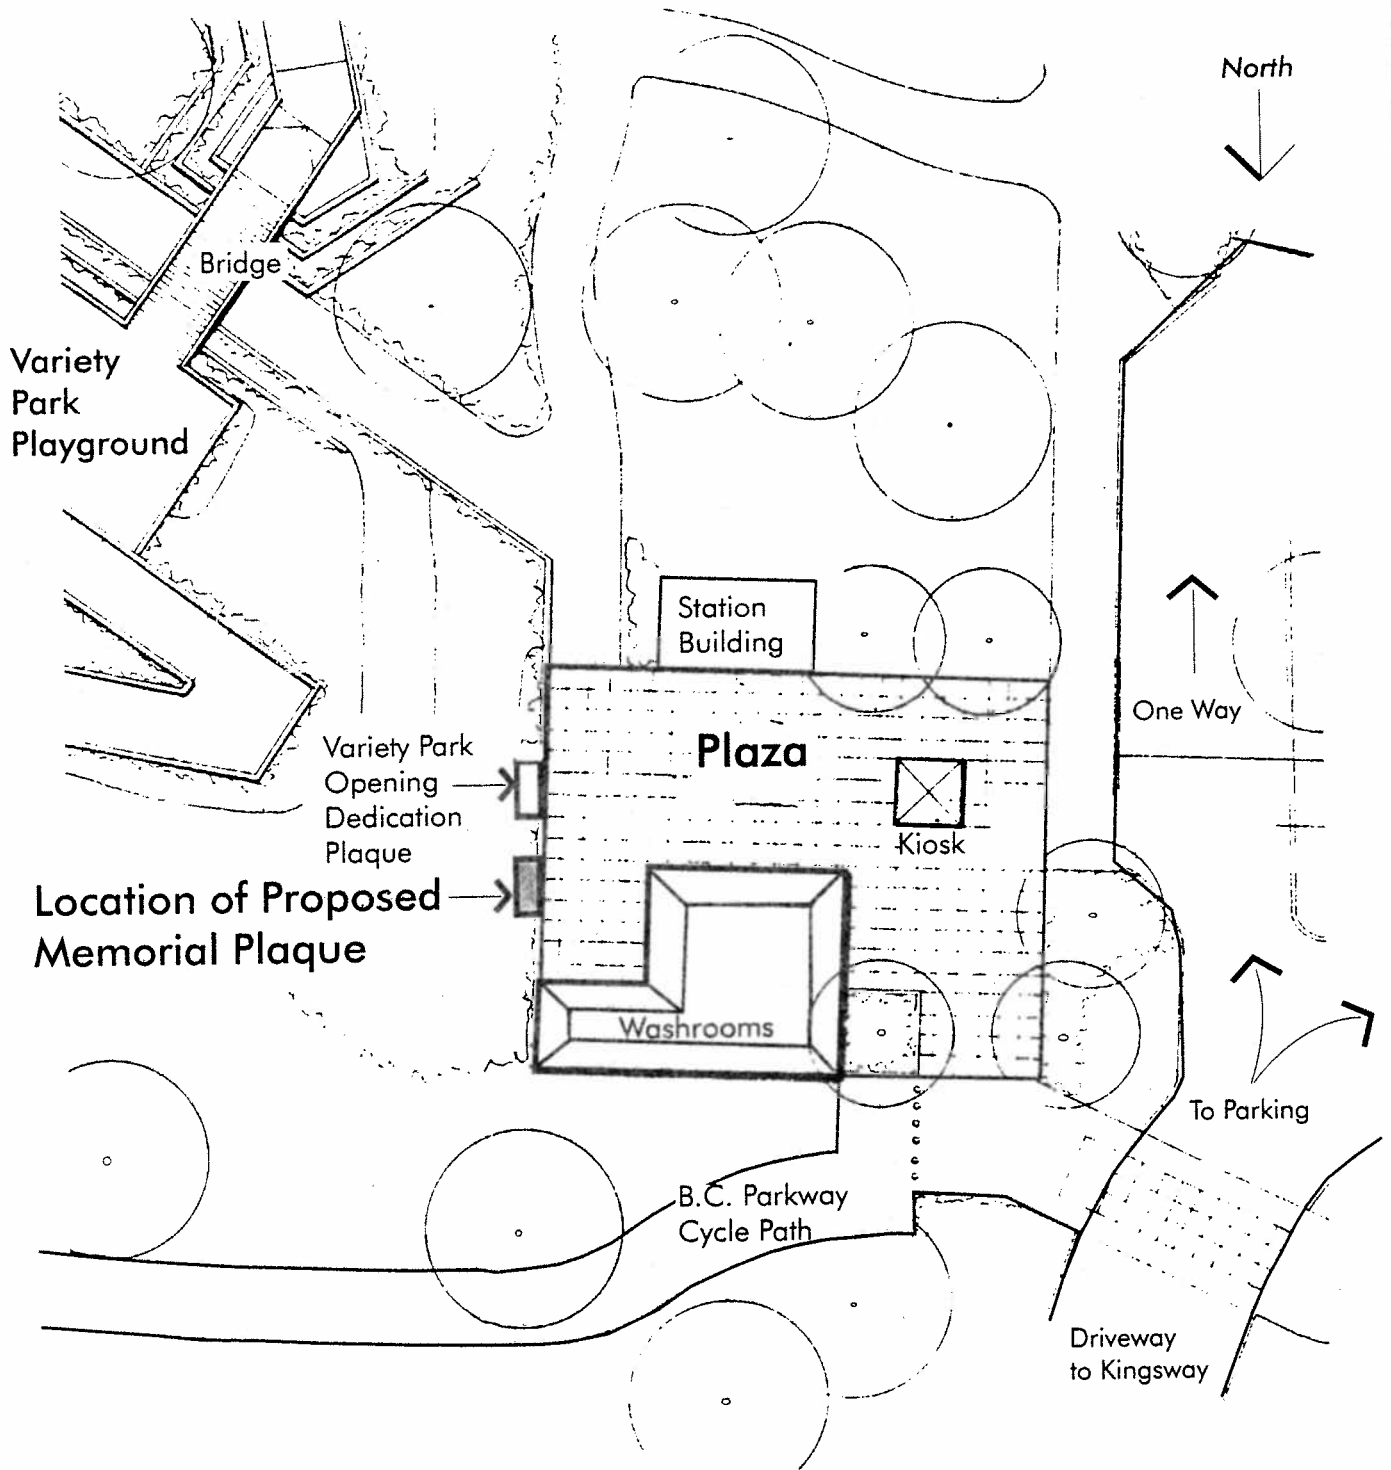 North
Bridge
Variety
Park
Playground
Station
Building
One Way
Plaza
Variety Park
Opening
Dedication
Plaque
Kiosk
Location of Proposed
Memorial Plaque
Washrooms
To Parking
B.C. Parkway
Cycle Path
Driveway
to Kingsway